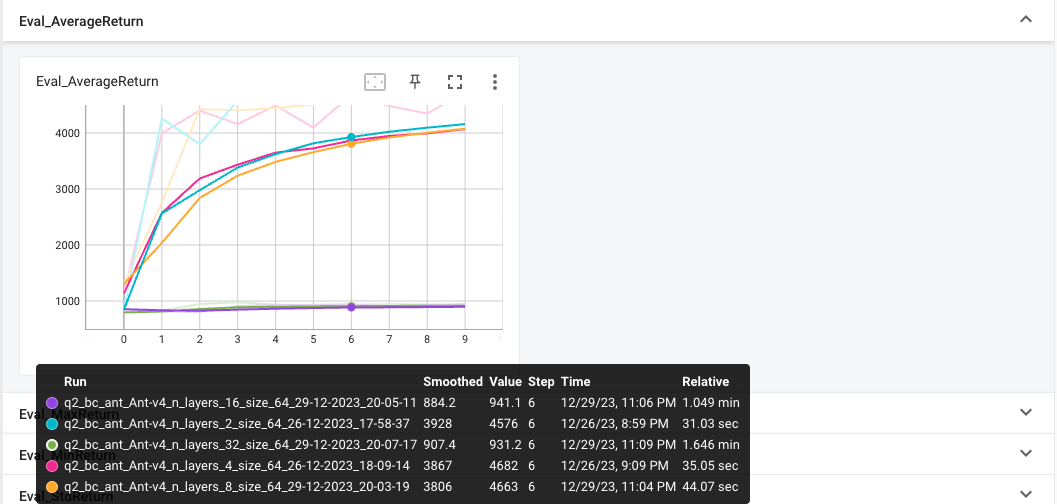 Eval_AverageReturn
Eval_AverageReturn
4000
3000
2000
1000
0 1 2 3 4 5 6 7 8 9
Run Smoothed Value Step Time Relative
q2_bc_ant_Ant-v4_n_layers_16_size_64_29-12-2023_20-05-11 884.2 941.1 6 12/29/23, 11:06 PM 1.049 min
Eval_MaxReturn
q2_bc_ant_Ant-v4_n_layers_2_size_64_26-12-2023_17-58-37 3928 4576 6 12/26/23, 8:59 PM 31.03 sec
q2_bc_ant_Ant-v4_n_layers_32_size_64_29-12-2023_20-07-17 907.4 931.2 6 12/29/23, 11:09 PM 1.646 min
Eval_MinReturn
q2_bc_ant_Ant-v4_n_layers_4_size_64_26-12-2023_18-09-14 3867 4682 6 12/26/23, 9:09 PM 35.05 sec
q2_bc_ant_Ant-v4_n_layers_8_size_64_29-12-2023_20-03-19 3806 4663 6 12/29/23, 11:04 PM 44.07 sec
Eval_StdReturn